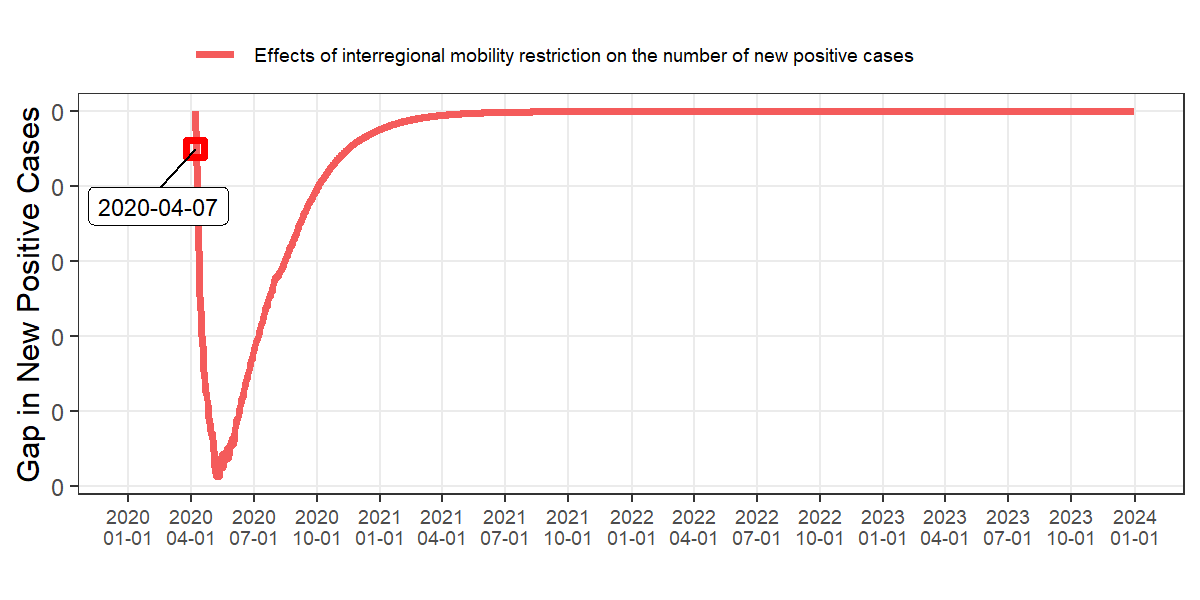 Effects of interregional mobility restriction on the number of new positive cases
Gap in New Positive Cases
0
0
0
0
0
0
2020-04-07
2020 2020 2020 2020 2021 2021 2021 2021 2022 2022 2022 2022 2023 2023 2023 2023 2024
01-01 04-01 07-01 10-01 01-01 04-01 07-01 10-01 01-01 04-01 07-01 10-01 01-01 04-01 07-01 10-01 01-01